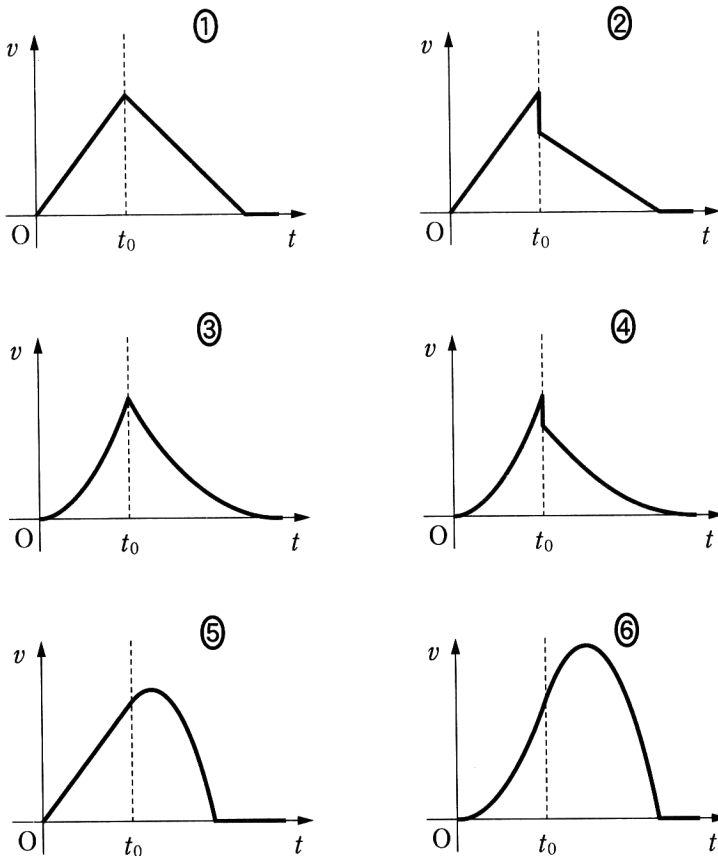 ① ②
v v
O t₀ t O t₀ t
③ ④
v v
O t₀ t O t₀ t
⑤ ⑥
v v
O t₀ t O t₀ t